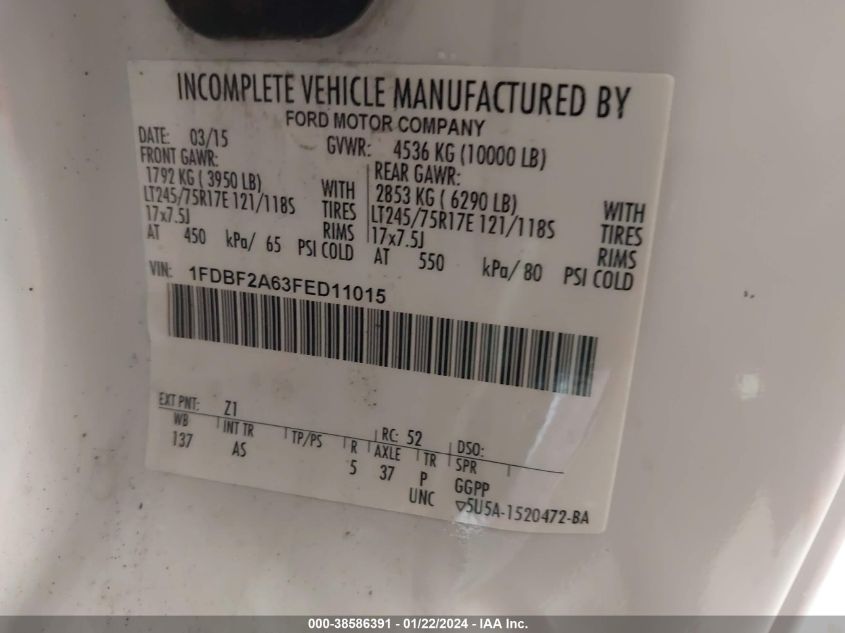 INCOMPLETE VEHICLE MANUFACTURED BY
FORD MOTOR COMPANY
DATE: 03/15 GVWR: 4536 KG (10000 LB)
FRONT GAWR: REAR GAWR:
1792 KG ( 3950 LB) WITH 2853 KG ( 6290 LB) WITH
LT245/75R17E 121/118S TIRES LT245/75R17E 121/118S TIRES
17x7.5J RIMS 17x7.5J RIMS
AT 450 kPa/ 65 PSI COLD AT 550 kPa/ 80 PSI COLD
VIN: 1FDBF2A63FED11015
EXT PNT: Z1 RC: 52 DSO:
WB INT TR TP/PS R AXLE TR SPR
137 AS 5 37 P GGPP
UNC ▽5U5A-1520472-BA
000-38586391 - 01/22/2024 - IAA Inc.